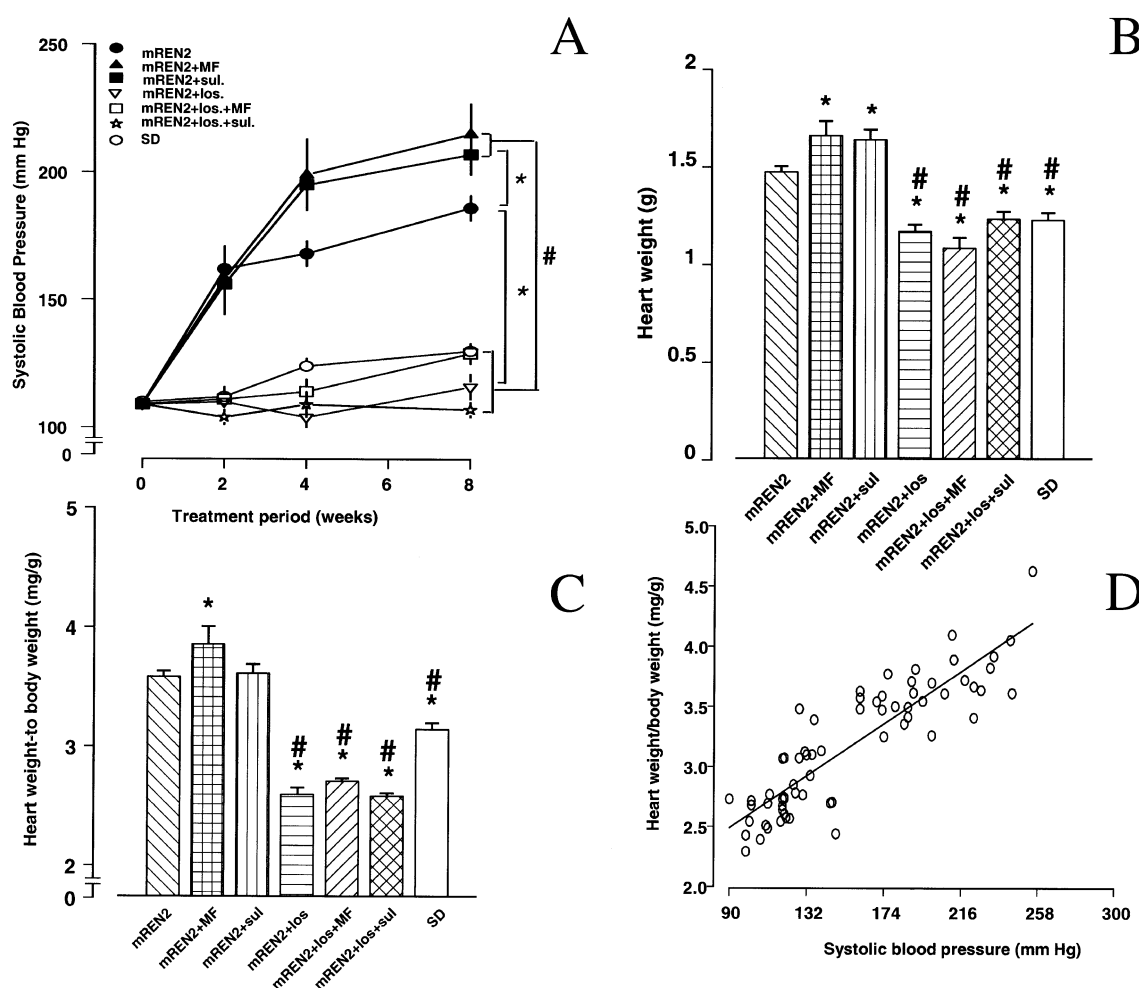 A
250
200
150
100
0
Systolic Blood Pressure (mm Hg)
mREN2
mREN2+MF
mREN2+sul.
mREN2+los.
mREN2+los.+MF
mREN2+los.+sul.
SD
*
*
#
0 2 4 6 8
Treatment period (weeks)
B
2
1.5
1
0.5
0
Heart weight (g)
* *
# # # #
* * * *
mREN2 mREN2+MF mREN2+sul mREN2+los mREN2+los+MF mREN2+los+sul SD
C
5
4
3
2
0
Heart weight-to body weight (mg/g)
*
# # # #
* * * *
mREN2 mREN2+MF mREN2+sul mREN2+los mREN2+los+MF mREN2+los+sul SD
D
5.0
4.5
4.0
3.5
3.0
2.5
2.0
Heart weight/body weight (mg/g)
90 132 174 216 258 300
Systolic blood pressure (mm Hg)